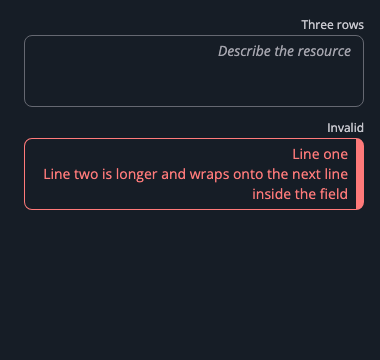 Three rows
Describe the resource
Invalid
Line one
Line two is longer and wraps onto the next line
inside the field